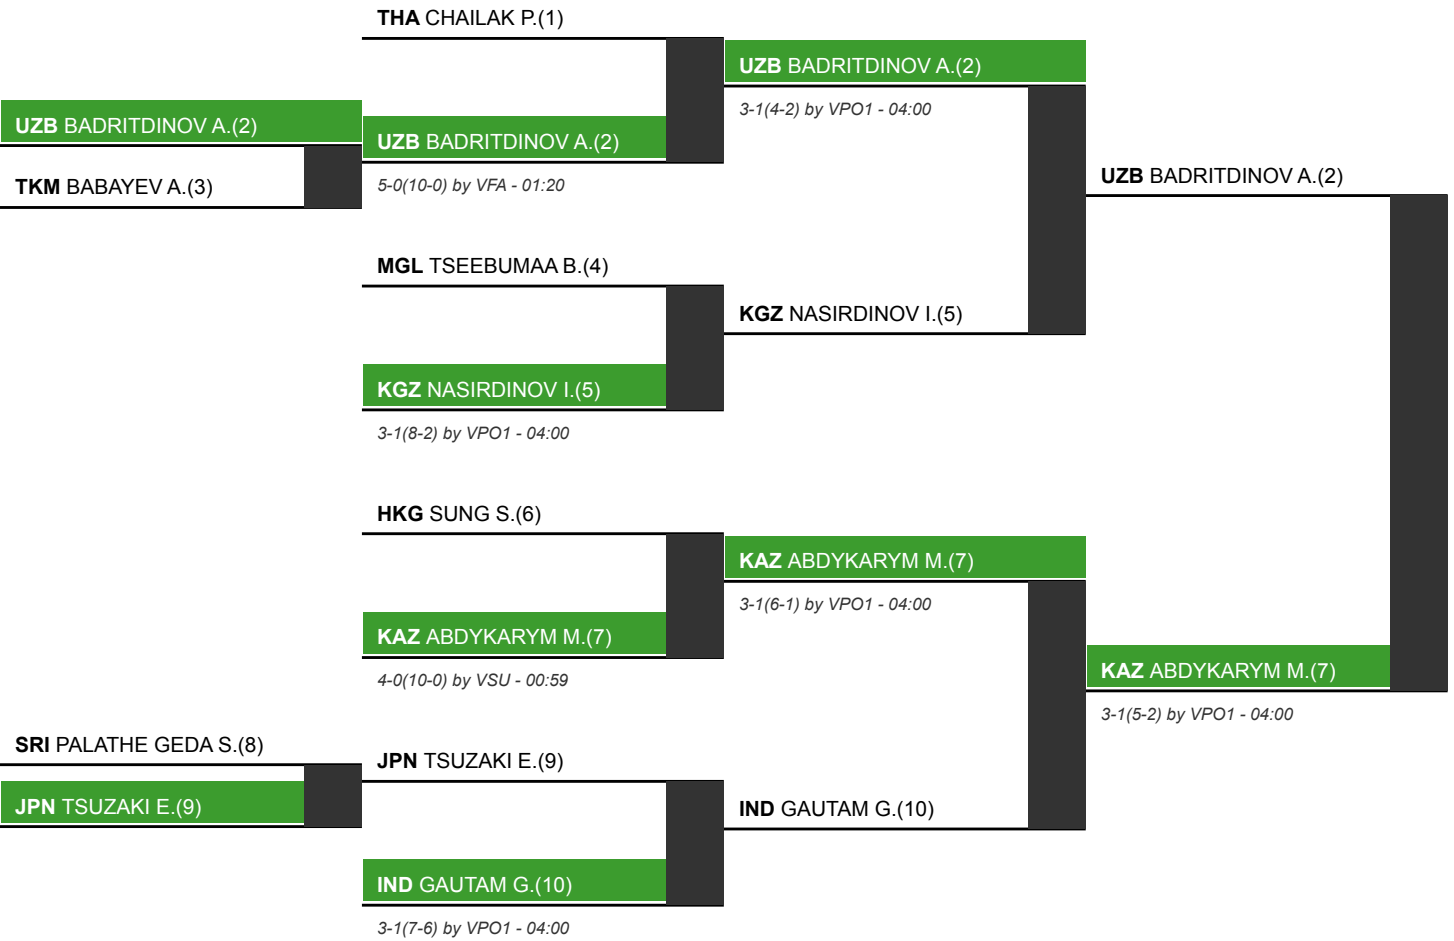 UZB BADRITDINOV A.(2)
TKM BABAYEV A.(3)
SRI PALATHE GEDA S.(8)
JPN TSUZAKI E.(9)
THA CHAILAK P.(1)
UZB BADRITDINOV A.(2)
5-0(10-0) by VFA - 01:20
MGL TSEEBUMAA B.(4)
KGZ NASIRDINOV I.(5)
3-1(8-2) by VPO1 - 04:00
HKG SUNG S.(6)
KAZ ABDYKARYM M.(7)
4-0(10-0) by VSU - 00:59
JPN TSUZAKI E.(9)
IND GAUTAM G.(10)
3-1(7-6) by VPO1 - 04:00
UZB BADRITDINOV A.(2)
3-1(4-2) by VPO1 - 04:00
KGZ NASIRDINOV I.(5)
KAZ ABDYKARYM M.(7)
3-1(6-1) by VPO1 - 04:00
IND GAUTAM G.(10)
UZB BADRITDINOV A.(2)
KAZ ABDYKARYM M.(7)
3-1(5-2) by VPO1 - 04:00